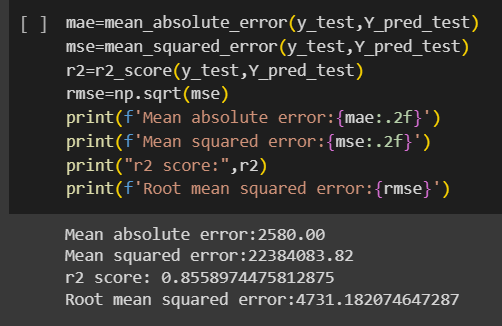 [ ] mae=mean_absolute_error(y_test,Y_pred_test)
mse=mean_squared_error(y_test,Y_pred_test)
r2=r2_score(y_test,Y_pred_test)
rmse=np.sqrt(mse)
print(f'Mean absolute error:{mae:.2f}')
print(f'Mean squared error:{mse:.2f}')
print("r2 score:",r2)
print(f'Root mean squared error:{rmse}')
Mean absolute error:2580.00
Mean squared error:22384083.82
r2 score: 0.8558974475812875
Root mean squared error:4731.182074647287